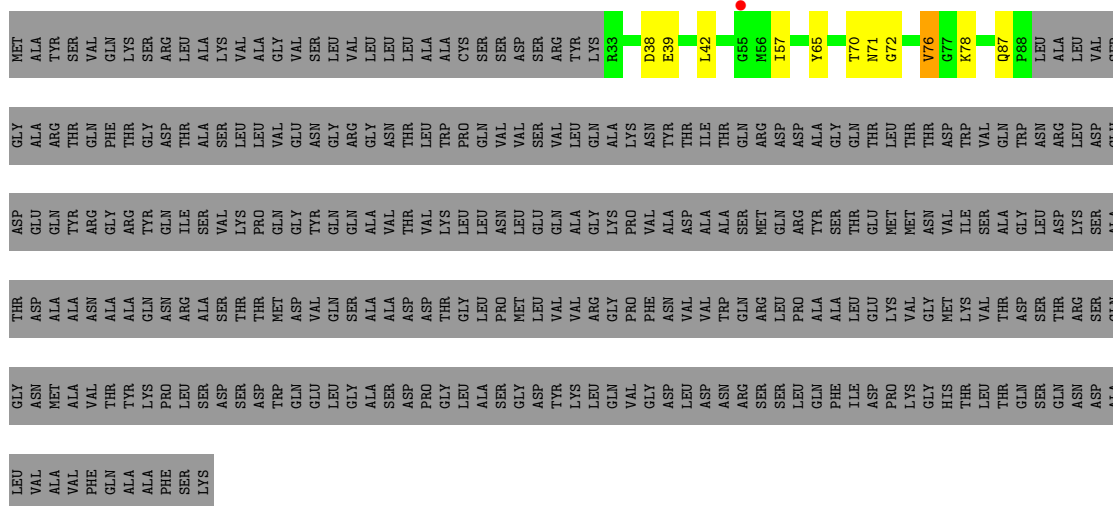 MET ALA TYR SER VAL GLN LYS SER ARG LEU ALA LYS VAL ALA GLY VAL SER LEU VAL LEU LEU LEU ALA ALA CYS SER SER ASP SER ARG TYR LYS R33 D38 E39 L42 G55 M56 I57 Y65 T70 N71 G72 V76 G77 K78 Q87 P88 LEU ALA LEU VAL
GLY ALA ARG THR GLN PHE THR GLY ASP THR ALA SER LEU LEU VAL GLU ASN GLY ARG GLY ASN THR LEU TRP PRO GLN VAL VAL SER VAL LEU GLN ALA LYS ASN TYR THR ILE THR GLN ARG ASP ASP ALA GLY GLN THR LEU THR THR ASP TRP VAL GLN TRP ASN ARG LEU ASP
ASP GLU GLN TYR ARG GLY ARG TYR GLN ILE SER VAL LYS PRO GLN GLY TYR GLN GLN ALA VAL THR VAL LYS LEU LEU ASN LEU GLU GLN ALA GLY LYS PRO VAL ALA ASP ALA ALA SER MET GLN ARG TYR SER THR GLU MET MET ASN VAL ILE SER ALA GLY LEU ASP LYS SER
THR ASP ALA ALA ASN ALA ALA GLN ASN ARG ALA SER THR THR MET ASP VAL GLN SER ALA ALA ASP ASP THR GLY LEU PRO MET LEU VAL VAL ARG GLY PRO PHE ASN VAL VAL TRP GLN ARG LEU PRO ALA ALA LEU GLU LYS VAL GLY MET LYS VAL THR ASP SER THR ARG SER
GLY ASN MET ALA VAL THR TYR LYS PRO LEU SER ASP SER ASP TRP GLN GLU LEU GLY ALA SER ASP PRO GLY LEU ALA SER GLY ASP TYR LYS LEU GLN VAL GLY ASP LEU ASP ASN ARG SER SER LEU GLN PHE ILE ASP PRO LYS GLY HIS THR LEU THR GLN SER GLN ASN ASP
LEU VAL ALA VAL PHE GLN ALA ALA PHE SER LYS